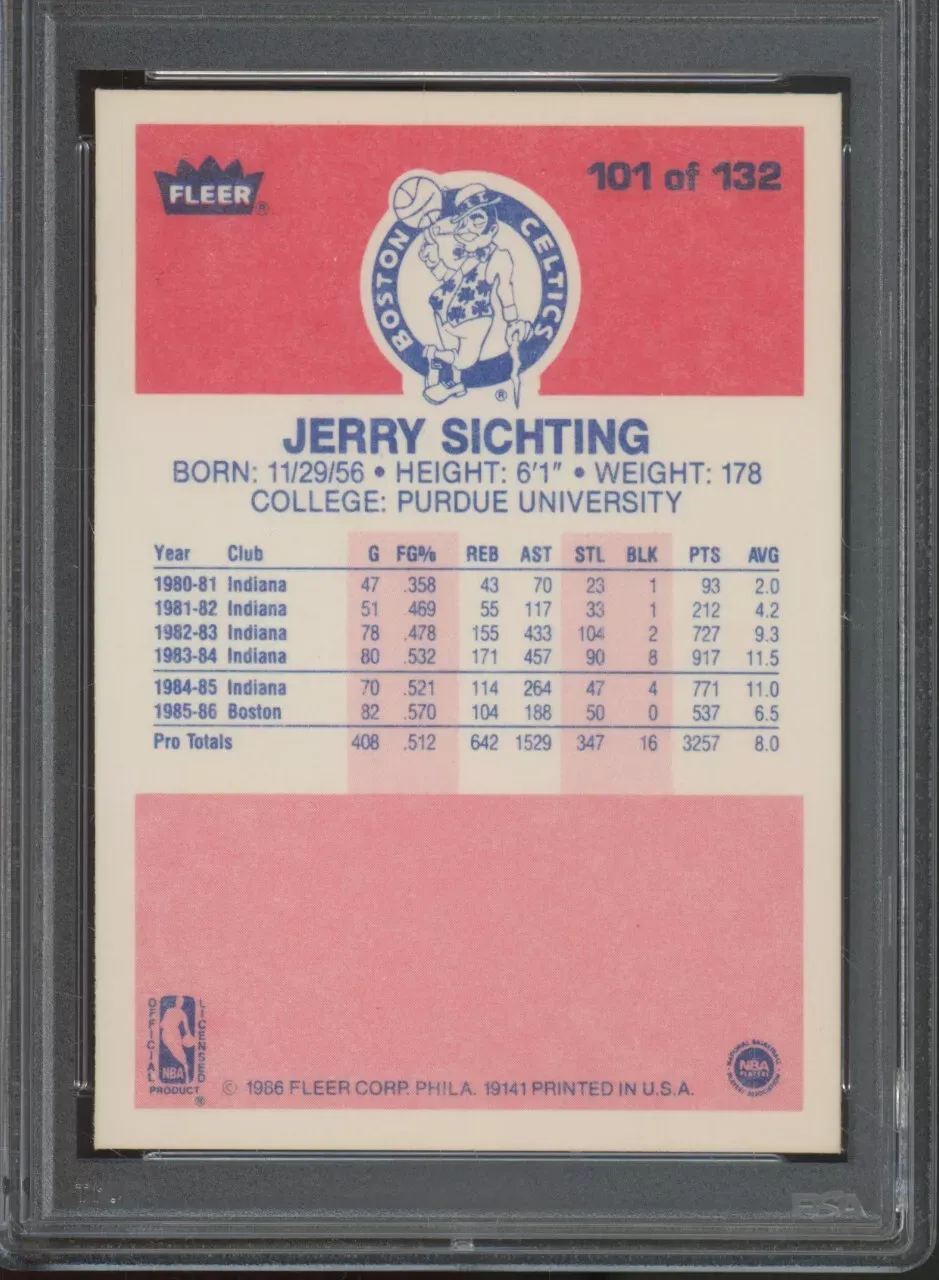 FLEER®
101 of 132
BOSTON CELTICS
®
JERRY SICHTING
BORN: 11/29/56 • HEIGHT: 6'1" • WEIGHT: 178
COLLEGE: PURDUE UNIVERSITY
Year Club G FG% REB AST STL BLK PTS AVG
1980-81 Indiana 47 .358 43 70 23 1 93 2.0
1981-82 Indiana 51 .469 55 117 33 1 212 4.2
1982-83 Indiana 78 .478 155 433 104 2 727 9.3
1983-84 Indiana 80 .532 171 457 90 8 917 11.5
1984-85 Indiana 70 .521 114 264 47 4 771 11.0
1985-86 Boston 82 .570 104 188 50 0 537 6.5
Pro Totals 408 .512 642 1529 347 16 3257 8.0
OFFICIAL LICENSED
NBA
PRODUCT
®
© 1986 FLEER CORP. PHILA. 19141 PRINTED IN U.S.A.
NATIONAL BASKETBALL
NBA
PLAYERS
PLAYERS ASSOCIATION
PSA